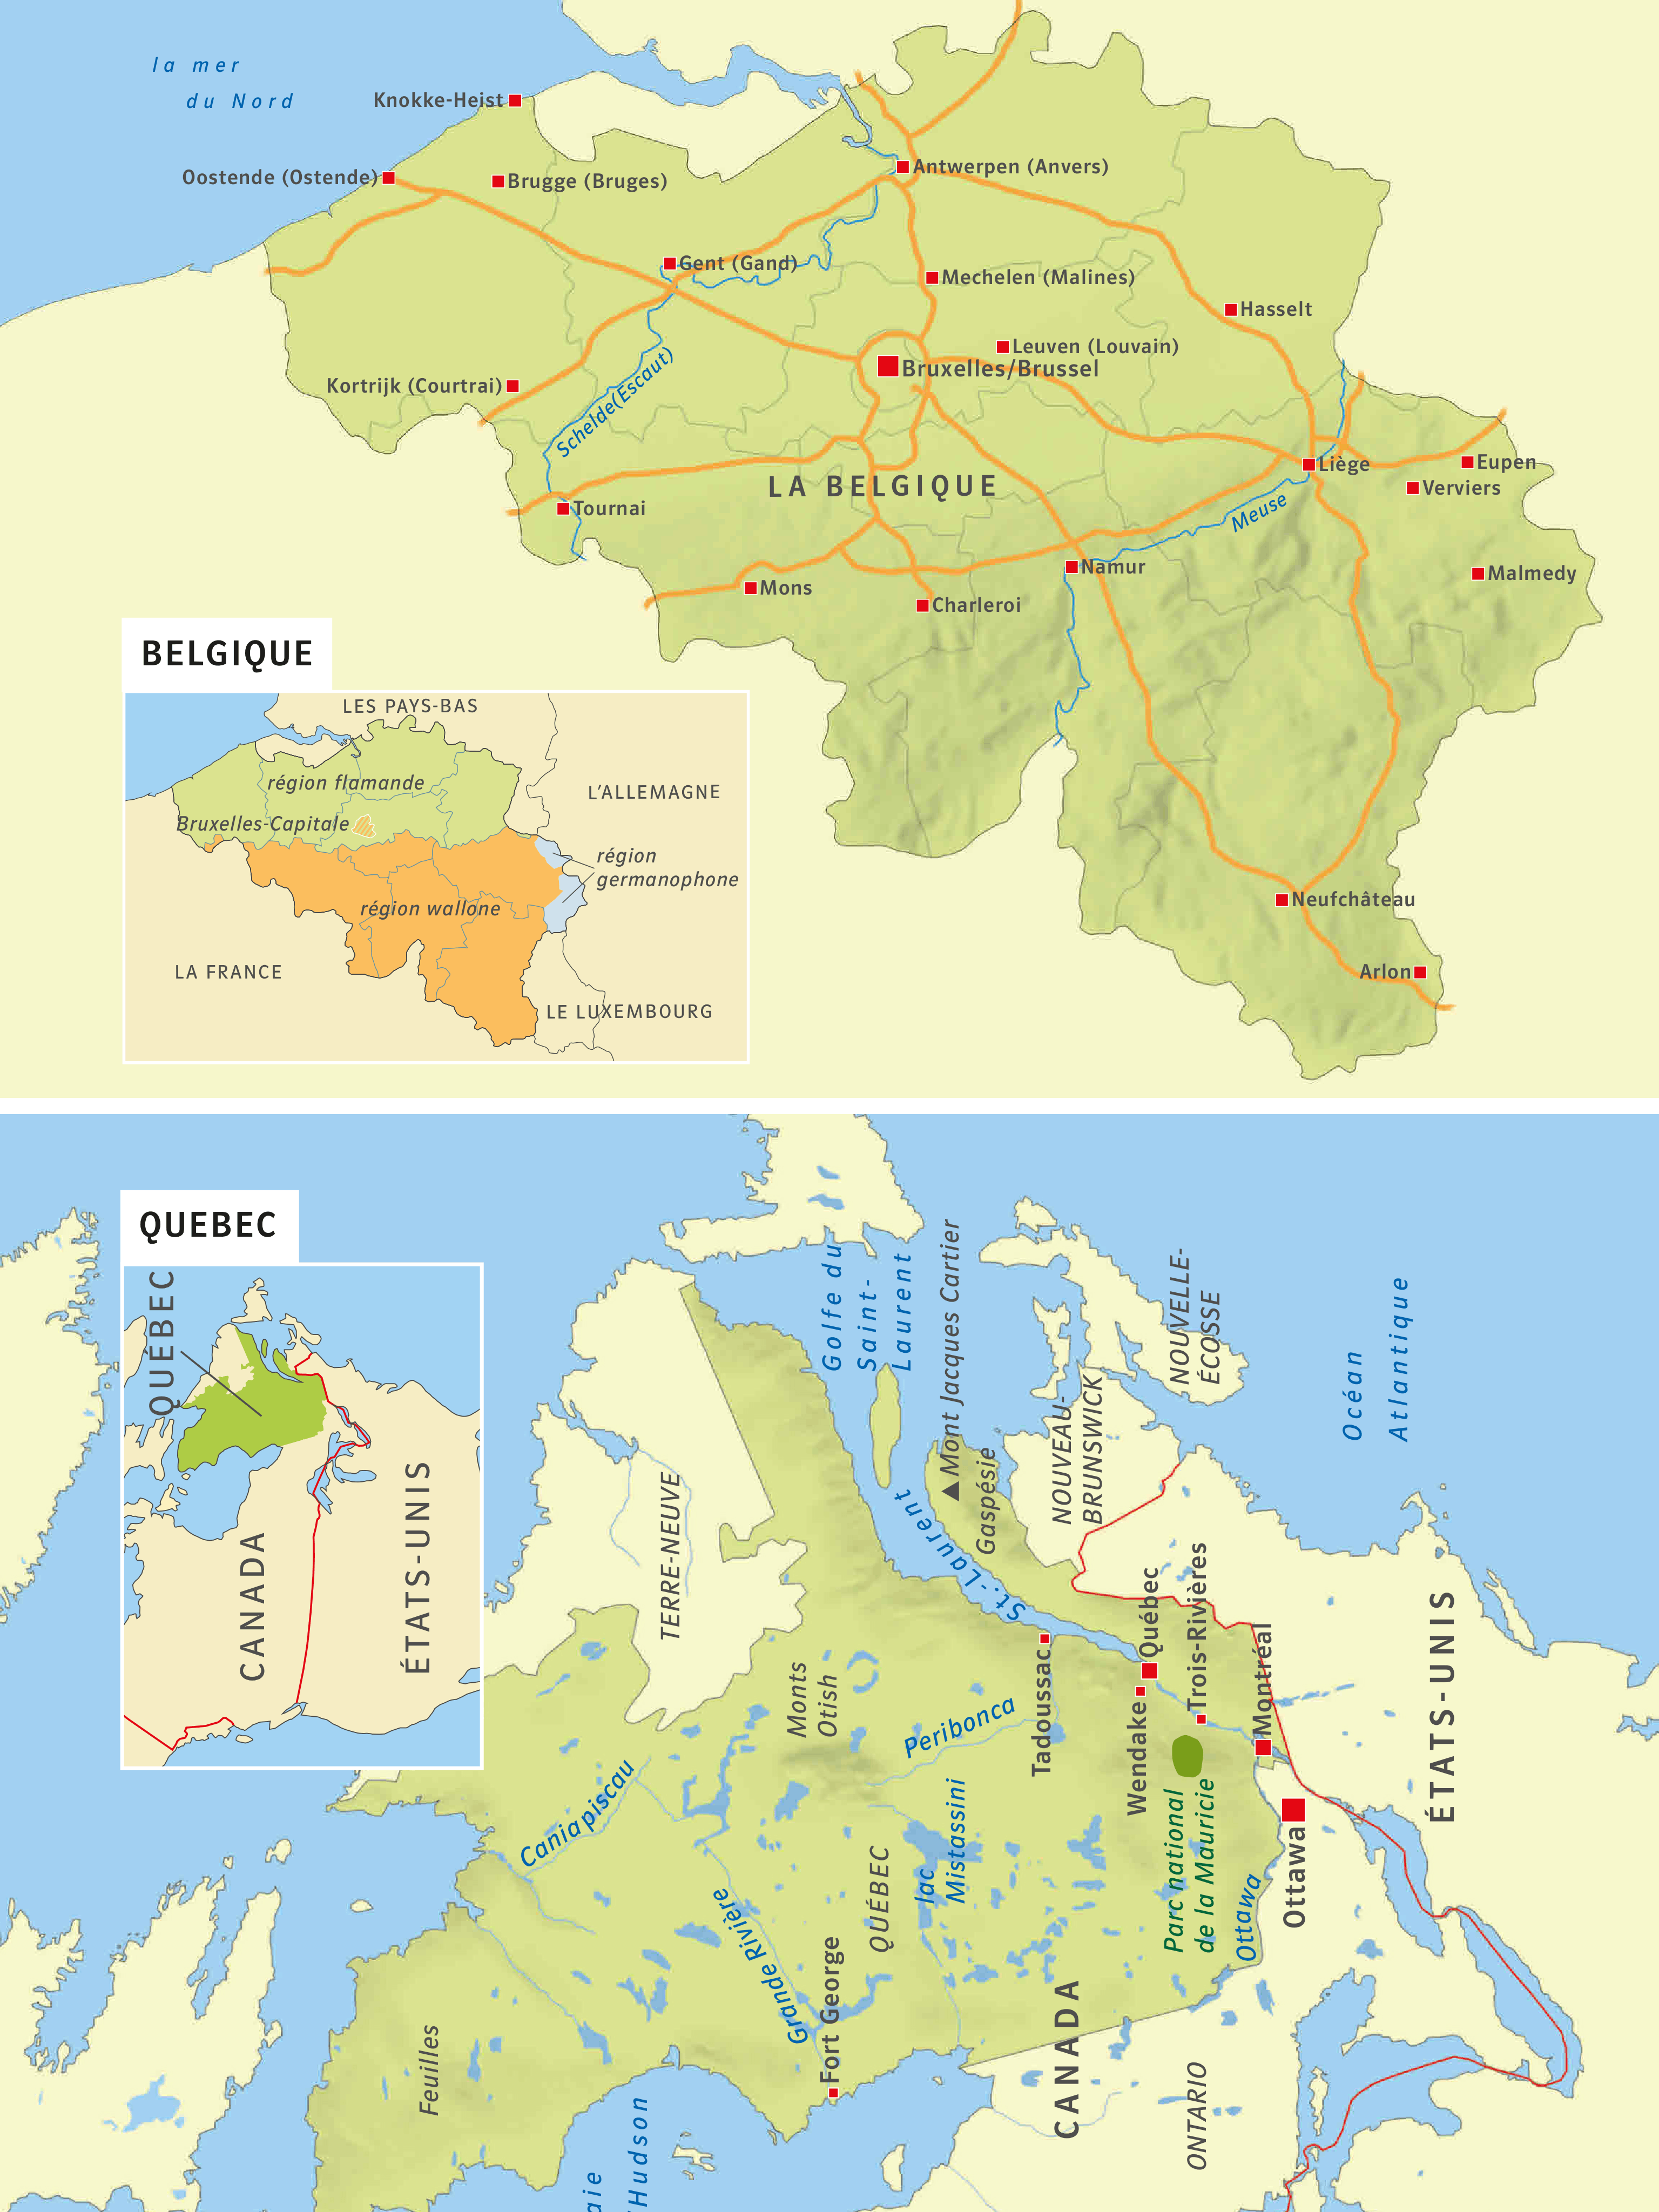 la mer
du Nord
Knokke-Heist
Oostende (Ostende)
Brugge (Bruges)
Antwerpen (Anvers)
Gent (Gand)
Mechelen (Malines)
Hasselt
Leuven (Louvain)
Bruxelles/Brussel
Kortrijk (Courtrai)
Schelde(Escaut)
LA BELGIQUE
Liège
Eupen
Verviers
Meuse
Tournai
Namur
Malmedy
Mons
Charleroi
Neufchâteau
Arlon
BELGIQUE
LES PAYS-BAS
région flamande
L'ALLEMAGNE
Bruxelles-Capitale
région
germanophone
région wallone
LA FRANCE
LE LUXEMBOURG
QUEBEC
QUÉBEC
CANADA
ÉTATS-UNIS
Golfe du
Saint-
Laurent
Mont Jacques Cartier
NOUVELLE-
ÉCOSSE
Océan
Atlantique
NOUVEAU-
BRUNSWICK
Gaspésie
St.-Laurent
TERRE-NEUVE
Monts
Otish
Peribonca
Tadoussac
Québec
Wendake
Trois-Rivières
Montréal
ÉTATS-UNIS
Caniapiscau
lac
Mistassini
Parc national
de la Mauricie
Ottawa
Ottawa
QUÉBEC
Grande Rivière
Fort George
CANADA
ONTARIO
Feuilles
aie
Hudson